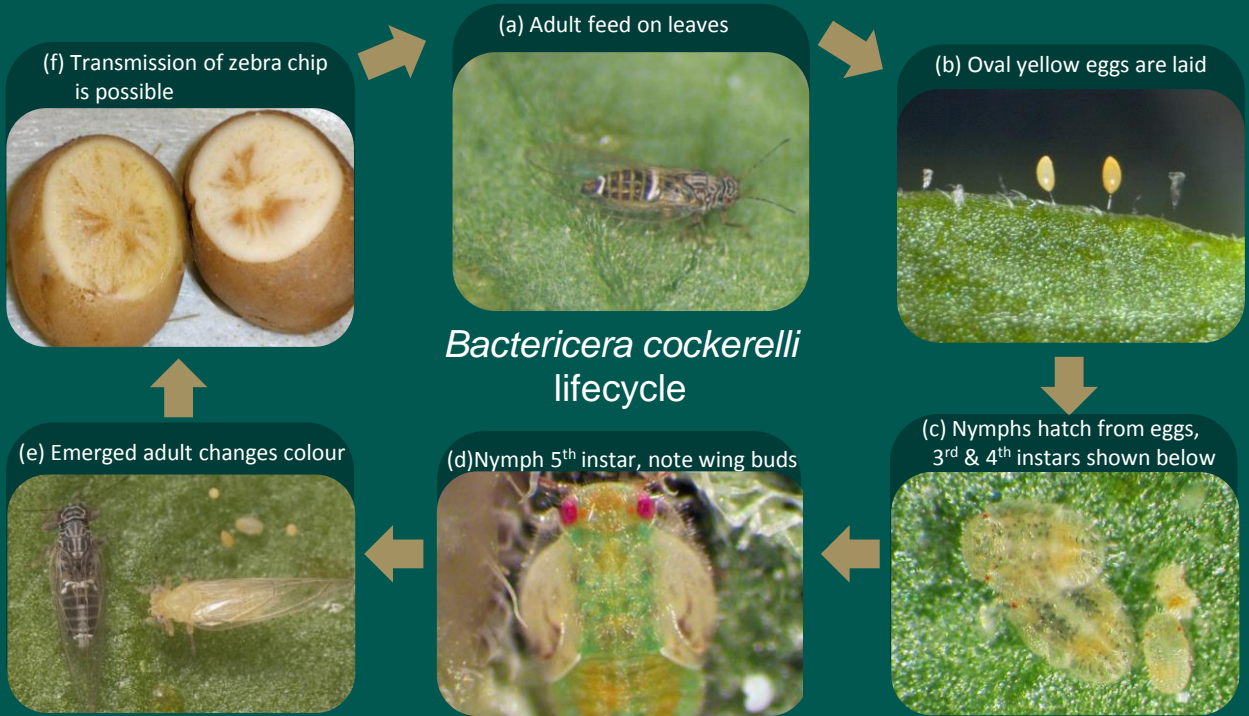 (a) Adult feed on leaves
(b) Oval yellow eggs are laid
(c) Nymphs hatch from eggs,
3rd & 4th instars shown below
(d)Nymph 5th instar, note wing buds
(e) Emerged adult changes colour
(f) Transmission of zebra chip
is possible
Bactericera cockerelli
lifecycle